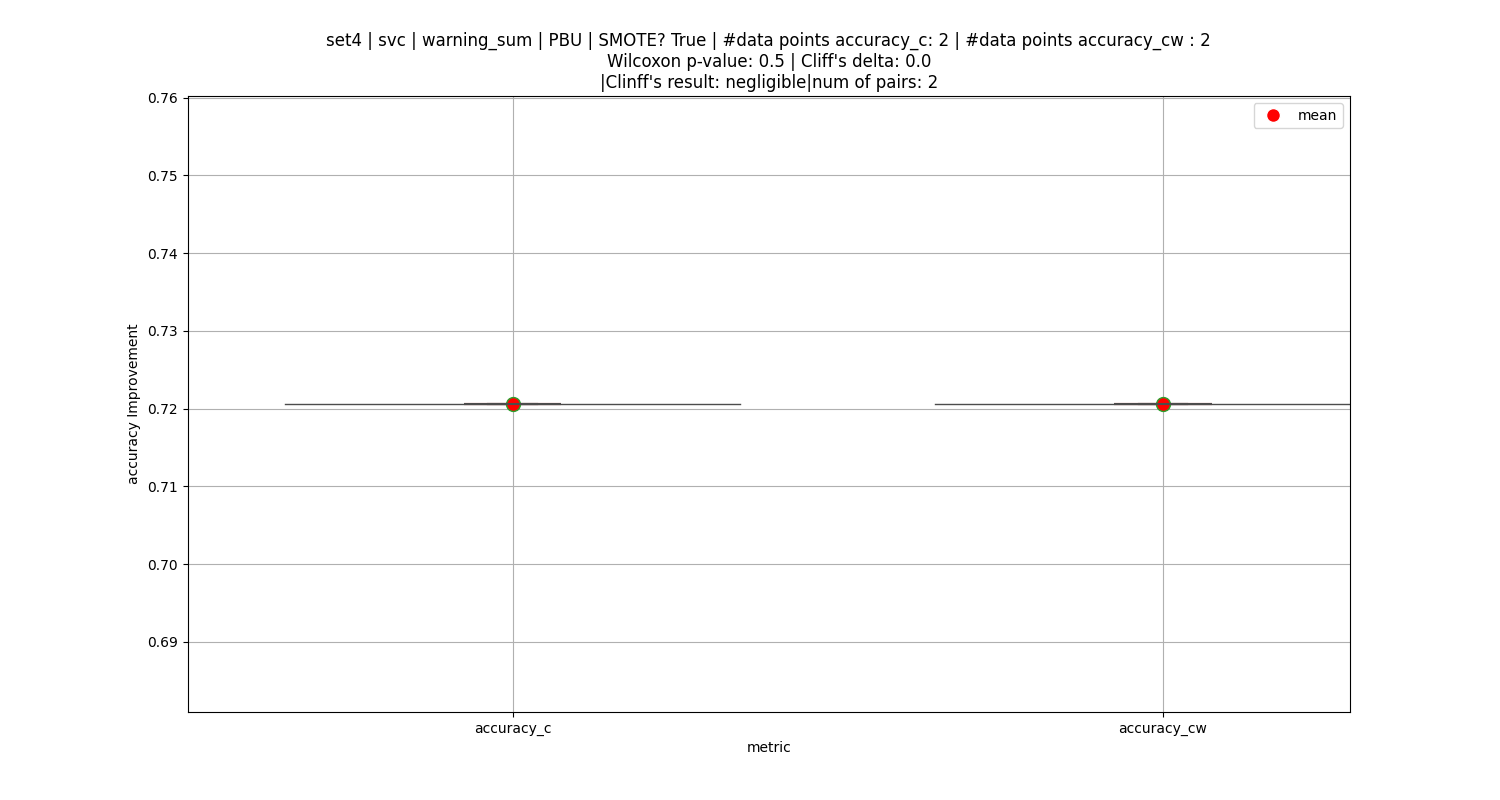 set4 | svc | warning_sum | PBU | SMOTE? True | #data points accuracy_c: 2 | #data points accuracy_cw : 2
Wilcoxon p-value: 0.5 | Cliff's delta: 0.0
|Clinff's result: negligible|num of pairs: 2
mean
0.76
0.75
0.74
0.73
0.72
0.71
0.70
0.69
accuracy Improvement
accuracy_c
accuracy_cw
metric